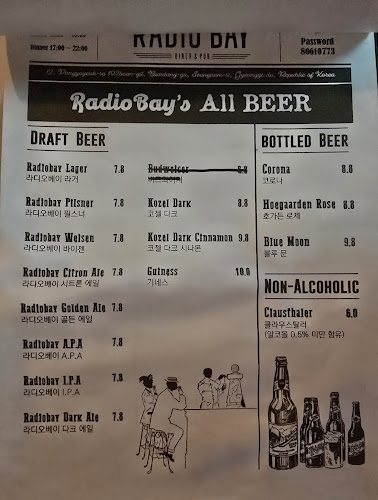 Dinner 17:00 ~ 22:00
RADIO BAY
DINER & PUB
Password
80610773
Republic of Korea
RadioBay's All BEER
DRAFT BEER
Radiobay Lager 7.8
라디오베이 라거
Radiobay Pilsner 7.8
라디오베이 필스너
Radiobay Weisen 7.8
라디오베이 바이젠
Radiobay Citron Ale 7.8
라디오베이 시트론 에일
Radiobay Golden Ale 7.8
라디오베이 골든 에일
Radiobay A.P.A 7.8
라디오베이 A.P.A
Radiobay I.P.A 7.8
라디오베이 I.P.A
Radiobay Dark Ale 7.8
라디오베이 다크 에일
Budweiser
Kozel Dark 8.8
코젤 다크
Kozel Dark Cinnamon 9.8
코젤 다크 시나몬
Guiness 10.0
기네스
BOTTLED BEER
Corona 8.8
코로나
Hoegaarden Rose 8.8
호가든 로제
Blue Moon 9.8
블루 문
NON-ALCOHOLIC
Clausthaler 6.0
클라우스탈러
(알코올 0.5% 미만 함유)